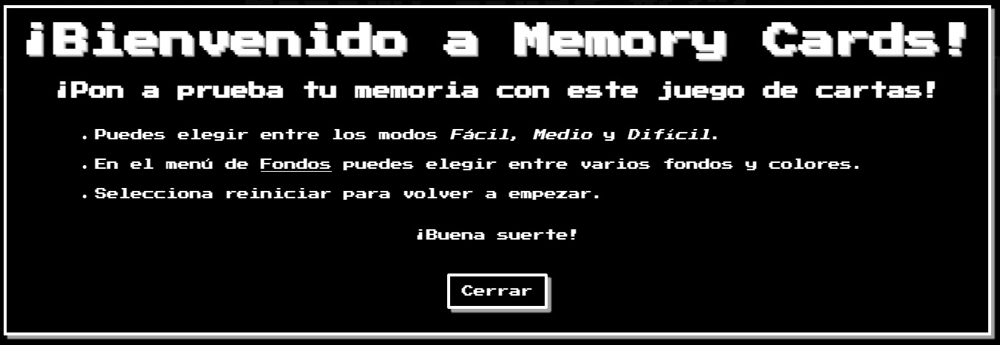 ¡Bienvenido a Memory Cards!
¡Pon a prueba tu memoria con este juego de cartas!
• Puedes elegir entre los modos Fácil, Medio y Difícil.
• En el menú de Fondos puedes elegir entre varios fondos y colores.
• Selecciona reiniciar para volver a empezar.
¡Buena suerte!
Cerrar